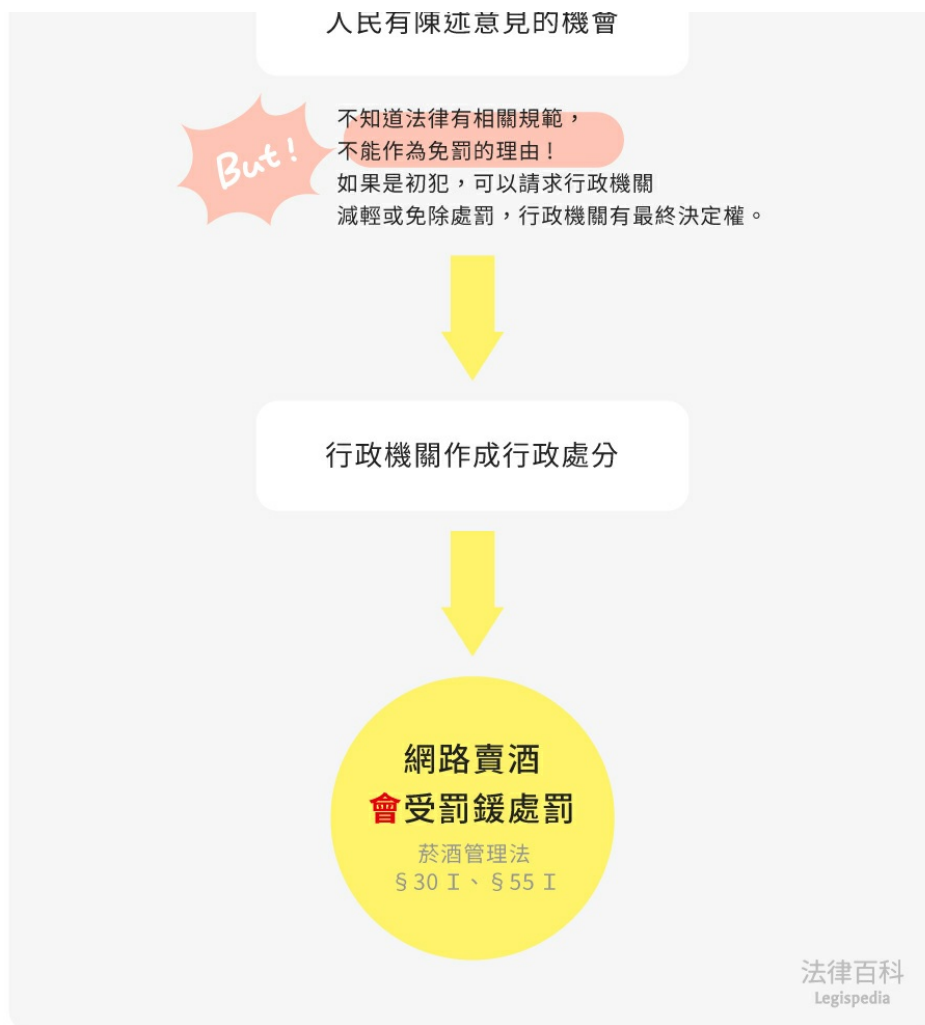 人民有陳述意見的機會
But!
不知道法律有相關規範，
不能作為免罰的理由！
如果是初犯，可以請求行政機關
減輕或免除處罰，行政機關有最終決定權。
行政機關作成行政處分
網路賣酒
會受罰鍰處罰
菸酒管理法
§30Ⅰ、§55Ⅰ
法律百科
Legispedia